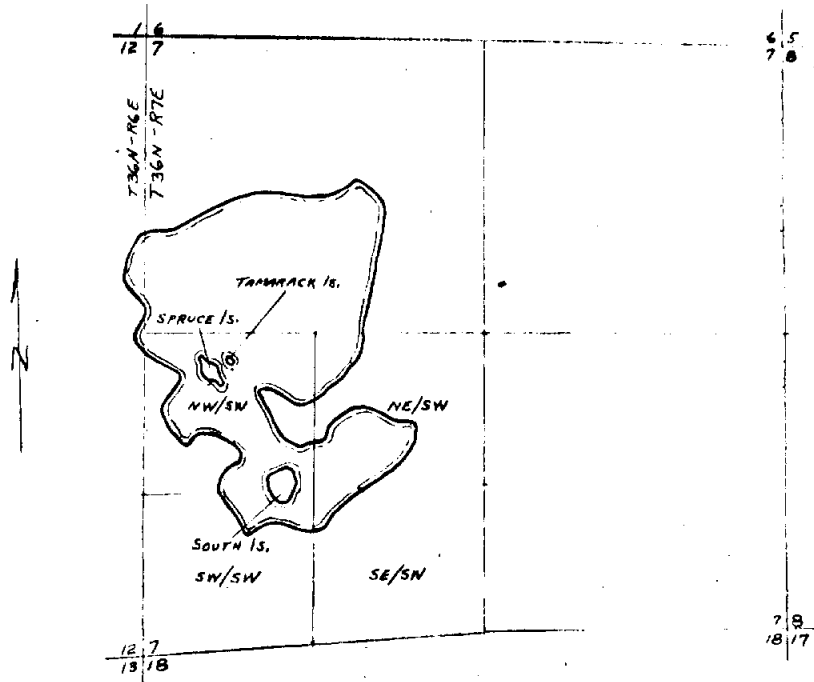 1 6
12 7
6 5
7 8
T36N-R6E
T36N-R7E
TAMARACK IS.
SPRUCE IS.
N
NW/SW
NE/SW
SOUTH IS.
SW/SW
SE/SW
12 7
13 18
7 8
18 17